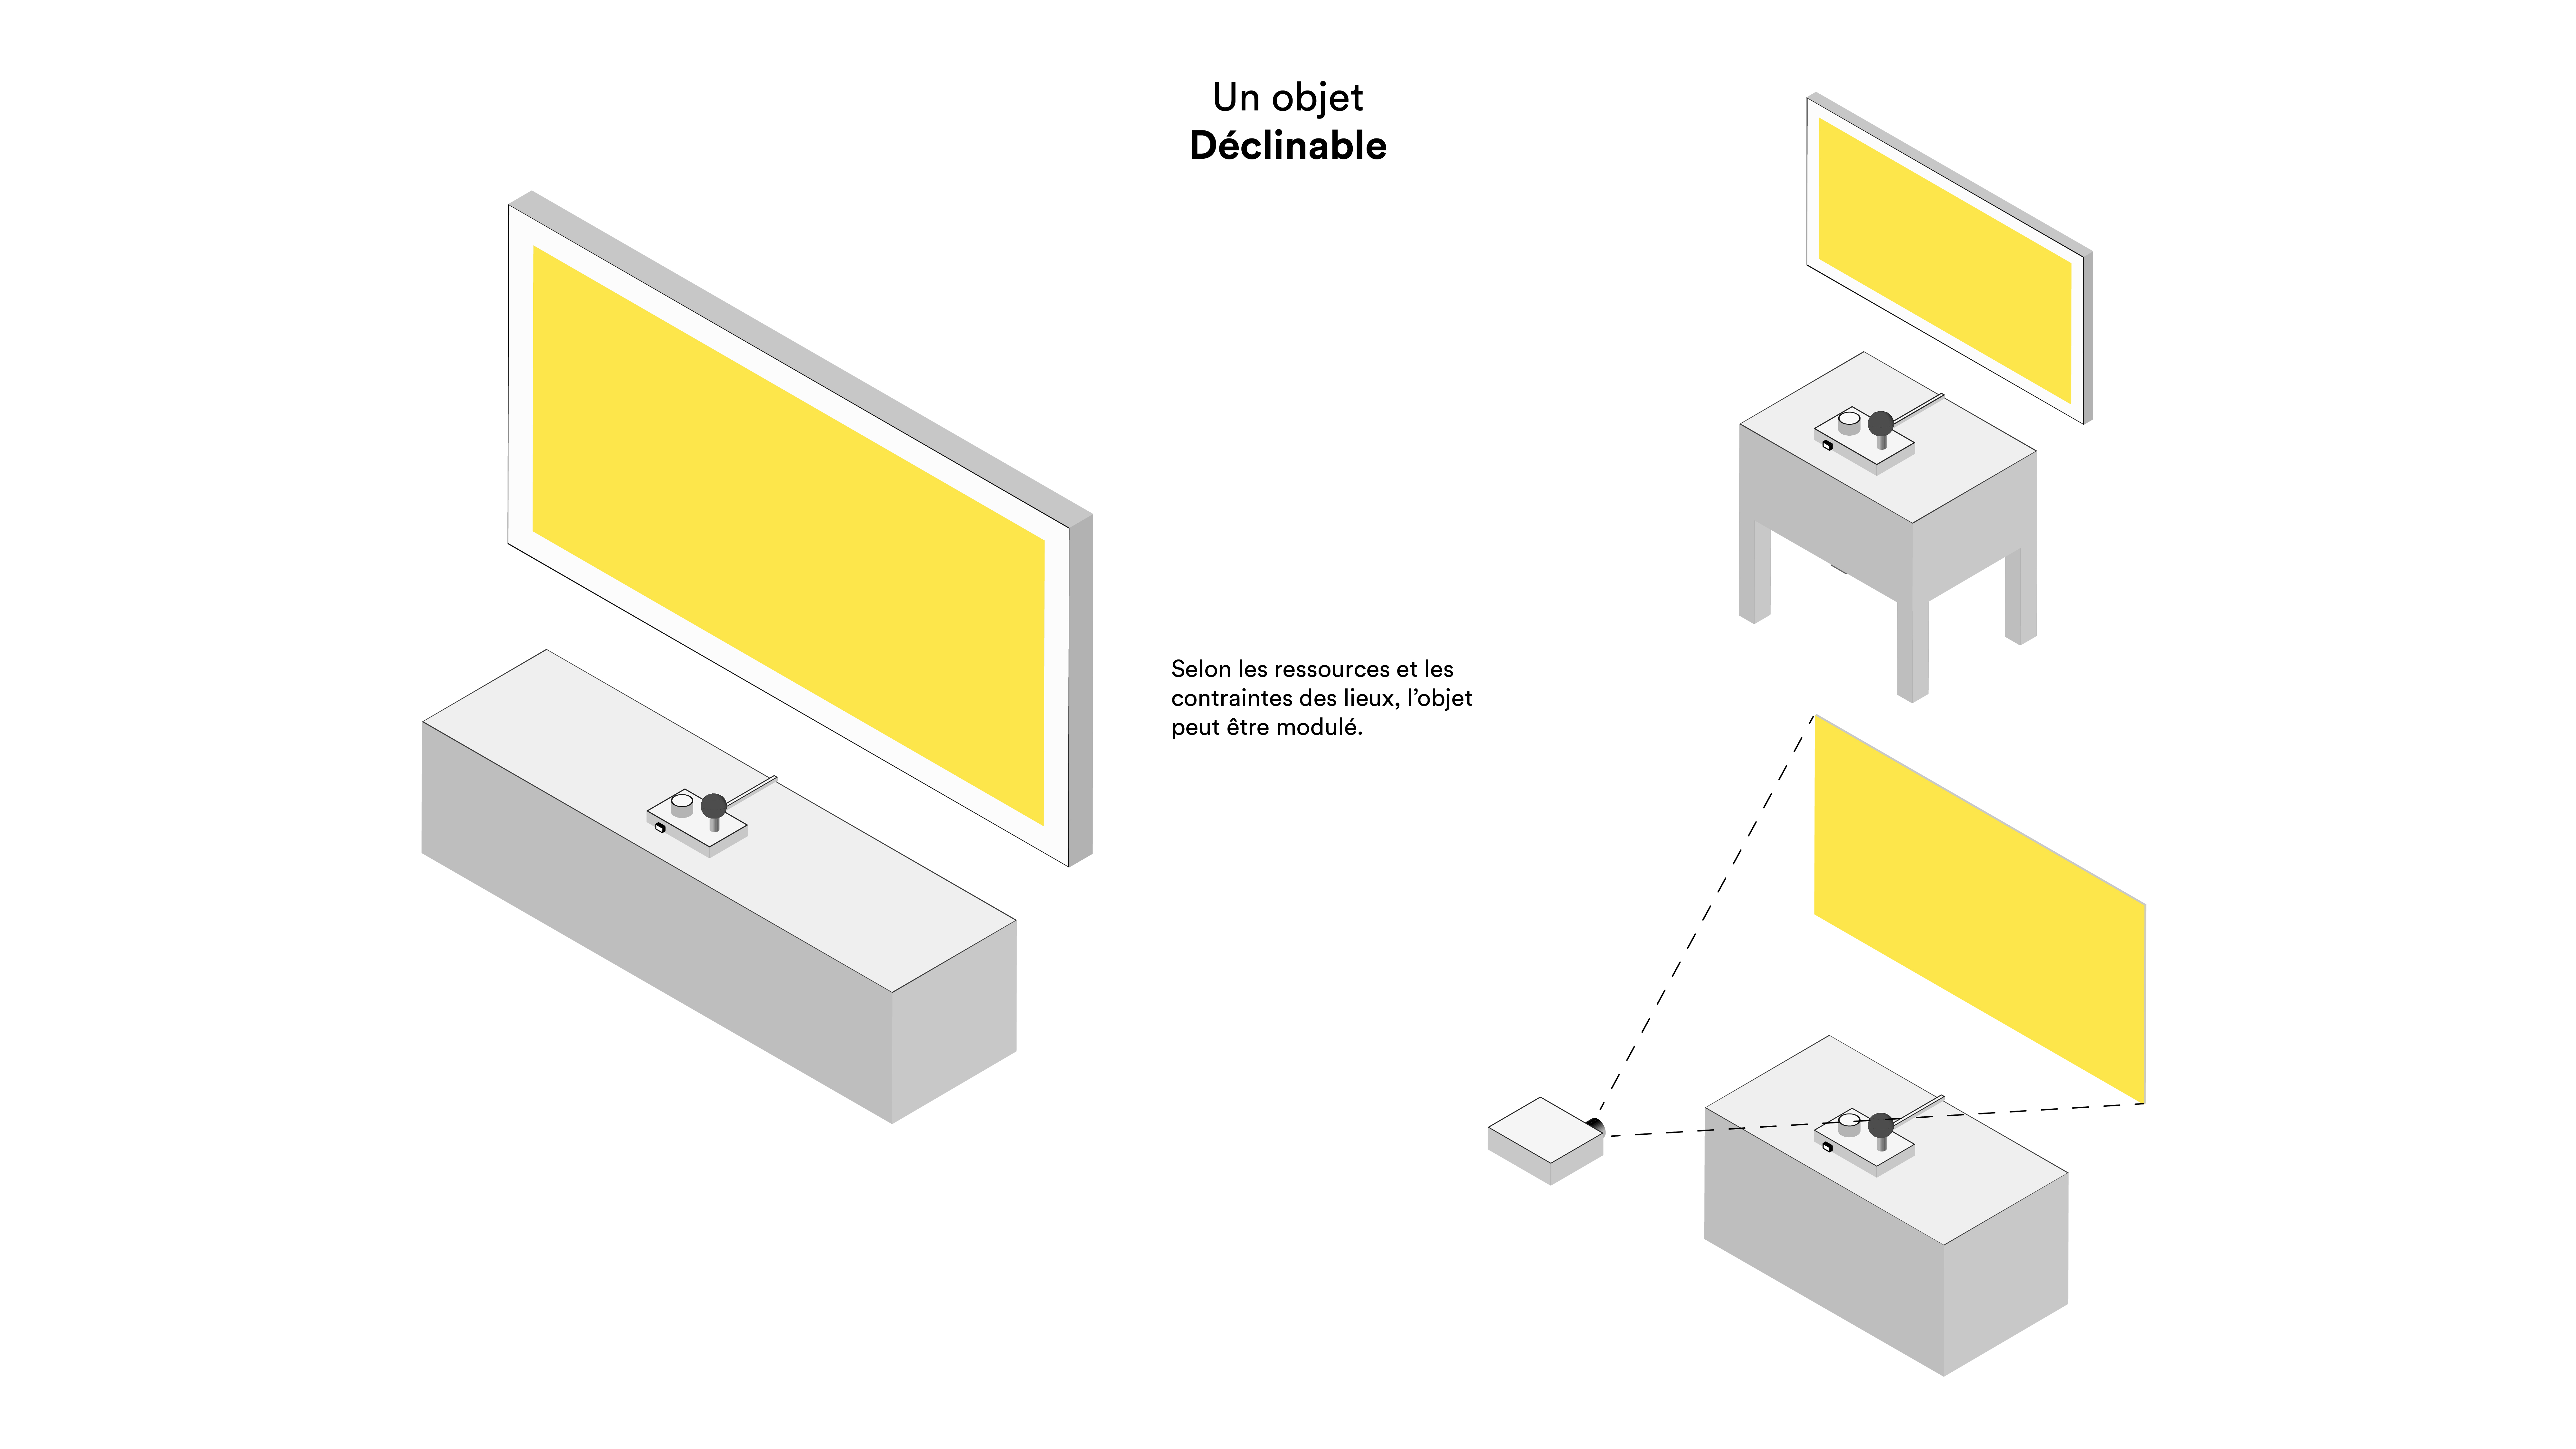 Un objet
Déclinable
Selon les ressources et les
contraintes des lieux, l’objet
peut être modulé.